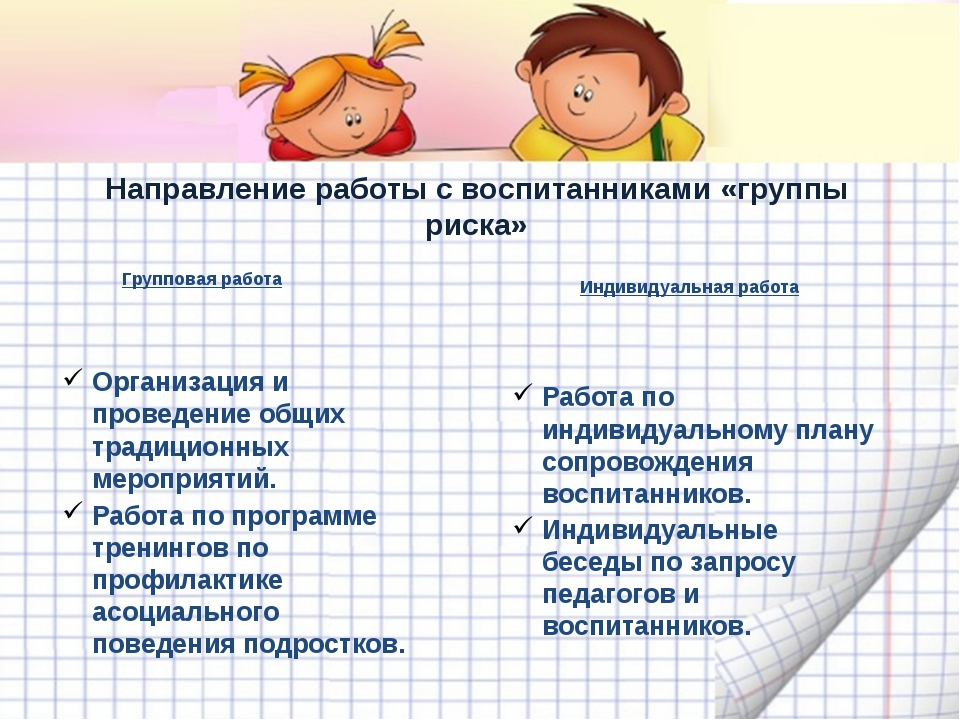 Направление работы с воспитанниками «группы
риска»
Групповая работа
Организация и
проведение общих
традиционных
мероприятий.
Работа по программе
тренингов по
профилактике
асоциального
поведения подростков.
Индивидуальная работа
Работа по
индивидуальному плану
сопровождения
воспитанников.
Индивидуальные
беседы по запросу
педагогов и
воспитанников.